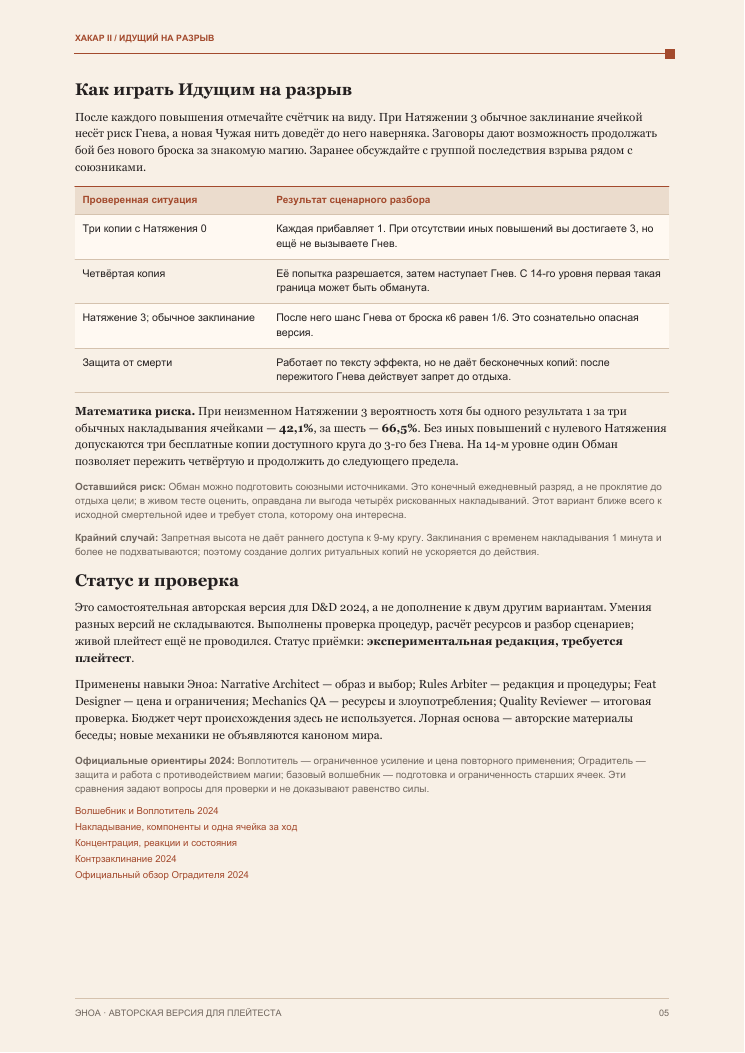 ХАКАР II / ИДУЩИЙ НА РАЗРЫВ
Как играть Идущим на разрыв
После каждого повышения отмечайте счётчик на виду. При Натяжении 3 обычное заклинание ячейкой
несёт риск Гнева, а новая Чужая нить доведёт до него наверняка. Заговоры дают возможность продолжать
бой без нового броска за знакомую магию. Заранее обсуждайте с группой последствия взрыва рядом с
союзниками.
Проверенная ситуация
Результат сценарного разбора
Три копии с Натяжения 0
Каждая прибавляет 1. При отсутствии иных повышений вы достигаете 3, но
ещё не вызываете Гнев.
Четвёртая копия
Её попытка разрешается, затем наступает Гнев. С 14-го уровня первая такая
граница может быть обманута.
Натяжение 3; обычное заклинание
После него шанс Гнева от броска к6 равен 1/6. Это сознательно опасная
версия.
Защита от смерти
Работает по тексту эффекта, но не даёт бесконечных копий: после
пережитого Гнева действует запрет до отдыха.
Математика риска. При неизменном Натяжении 3 вероятность хотя бы одного результата 1 за три
обычных накладывания ячейками — 42,1%, за шесть — 66,5%. Без иных повышений с нулевого Натяжения
допускаются три бесплатные копии доступного круга до 3-го без Гнева. На 14-м уровне один Обман
позволяет пережить четвёртую и продолжить до следующего предела.
Оставшийся риск: Обман можно подготовить союзными источниками. Это конечный ежедневный разряд, а не проклятие до
отдыха цели; в живом тесте оценить, оправдана ли выгода четырёх рискованных накладываний. Этот вариант ближе всего к
исходной смертельной идее и требует стола, которому она интересна.
Крайний случай: Запретная высота не даёт раннего доступа к 9-му кругу. Заклинания с временем накладывания 1 минута и
более не подхватываются; поэтому создание долгих ритуальных копий не ускоряется до действия.
Статус и проверка
Это самостоятельная авторская версия для D&D 2024, а не дополнение к двум другим вариантам. Умения
разных версий не складываются. Выполнены проверка процедур, расчёт ресурсов и разбор сценариев;
живой плейтест ещё не проводился. Статус приёмки: экспериментальная редакция, требуется
плейтест.
Применены навыки Эноа: Narrative Architect — образ и выбор; Rules Arbiter — редакция и процедуры; Feat
Designer — цена и ограничения; Mechanics QA — ресурсы и злоупотребления; Quality Reviewer — итоговая
проверка. Бюджет черт происхождения здесь не используется. Лорная основа — авторские материалы
беседы; новые механики не объявляются каноном мира.
Официальные ориентиры 2024: Воплотитель — ограниченное усиление и цена повторного применения; Оградитель —
защита и работа с противодействием магии; базовый волшебник — подготовка и ограниченность старших ячеек. Эти
сравнения задают вопросы для проверки и не доказывают равенство силы.
Волшебник и Воплотитель 2024
Накладывание, компоненты и одна ячейка за ход
Концентрация, реакции и состояния
Контрзаклинание 2024
Официальный обзор Оградителя 2024
ЭНОА · АВТОРСКАЯ ВЕРСИЯ ДЛЯ ПЛЕЙТЕСТА
05